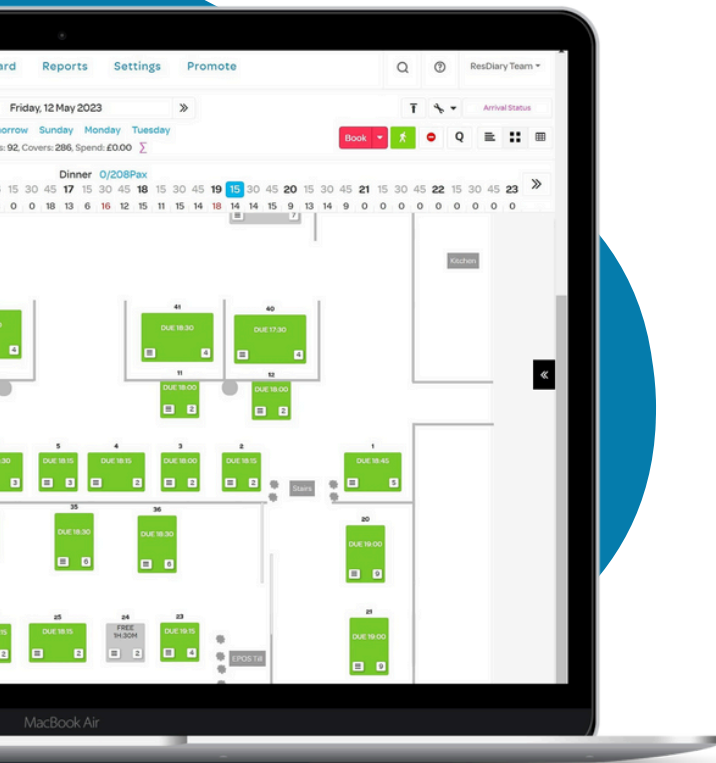 ard Reports Settings Promote ResDiary Team
Friday, 12 May 2023 »
Arrival Status
orrow Sunday Monday Tuesday
s: 92, Covers: 286, Spend: £0.00 Σ
Book Q
Dinner 0/208Pax
15 30 45 17 15 30 45 18 15 30 45 19 15 30 45 20 15 30 45 21 15 30 45 22 15 30 45 23 »
0 0 18 13 6 16 12 15 11 15 14 18 14 14 15 9 13 14 9 0 0 0 0 0 0 0 0 0
7
Kitchen
41 40
DUE 18:30 DUE 17:30
4 4 4
«
11 12
DUE 18:00 DUE 18:00
2 2
5 4 3 2 1
:30 DUE 18:15 DUE 18:15 DUE 18:00 DUE 18:15 DUE 18:45
3 3 2 2 2 5
Stairs
35 36 20
DUE 18:30 DUE 18:30 DUE 19:00
6 6 9
25 24 23 21
15 DUE 18:15 FREE DUE 19:15 DUE 19:00
1H:30M
2 2 2 4 9
EPOS Till
MacBook Air